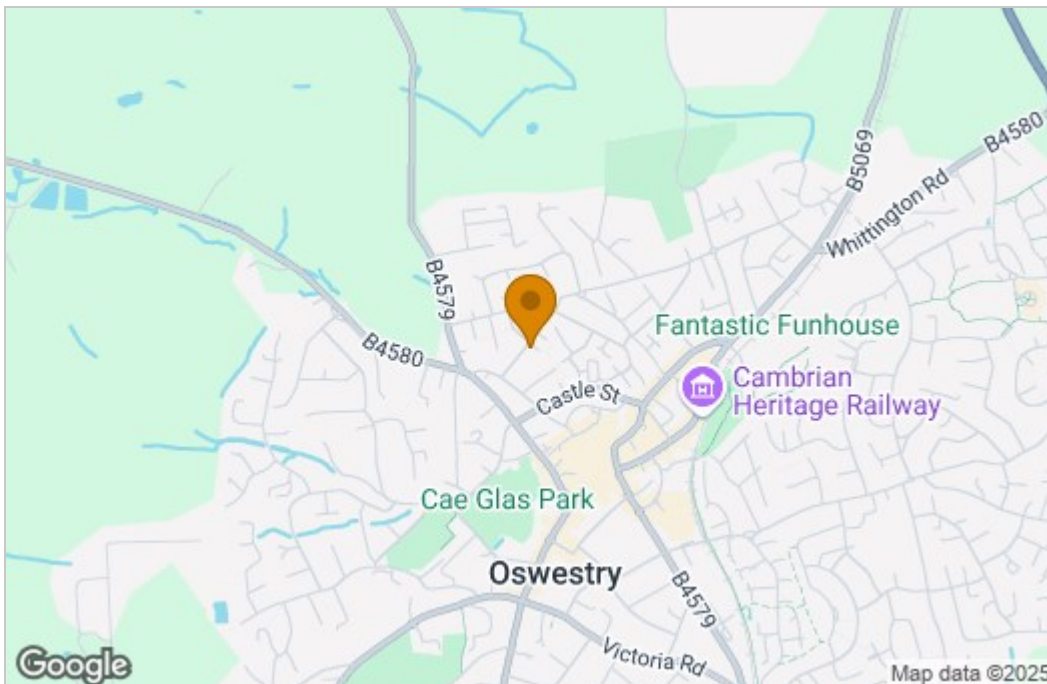 B4580
B5069
Whittington Rd
B4579
Fantastic Funhouse
B4580
Castle St
Cambrian
Heritage Railway
Cae Glas Park
Oswestry
B4579
Victoria Rd
Google
Map data ©2025